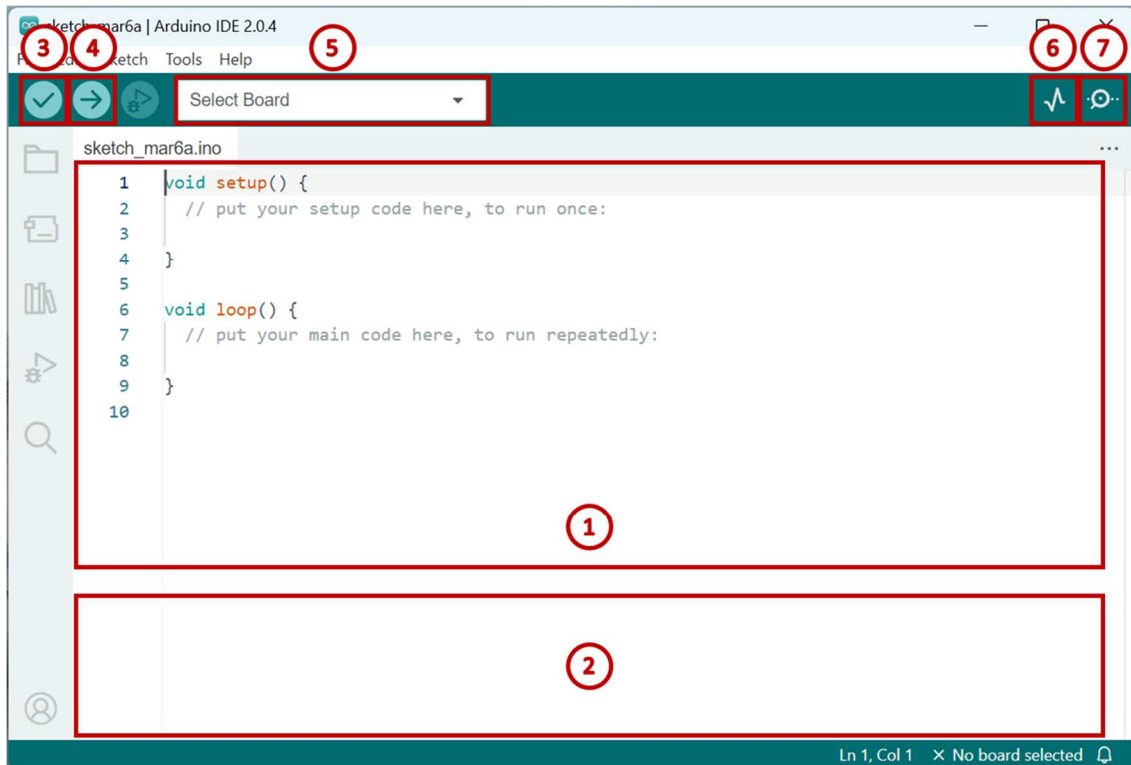 sketch_mar6a | Arduino IDE 2.0.4
3 4 5 6 7
Sketch Tools Help
Select Board
sketch_mar6a.ino
1 void setup() {
2 // put your setup code here, to run once:
3
4 }
5
6 void loop() {
7 // put your main code here, to run repeatedly:
8
9 }
10
1
2
Ln 1, Col 1 × No board selected